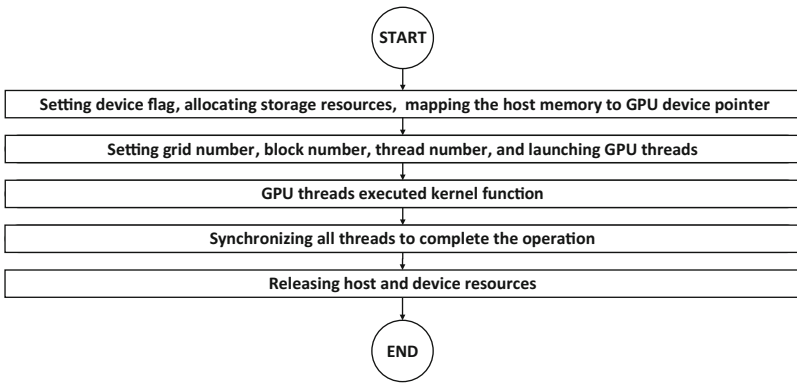 START
Setting device flag, allocating storage resources, mapping the host memory to GPU device pointer
Setting grid number, block number, thread number, and launching GPU threads
GPU threads executed kernel function
Synchronizing all threads to complete the operation
Releasing host and device resources
END